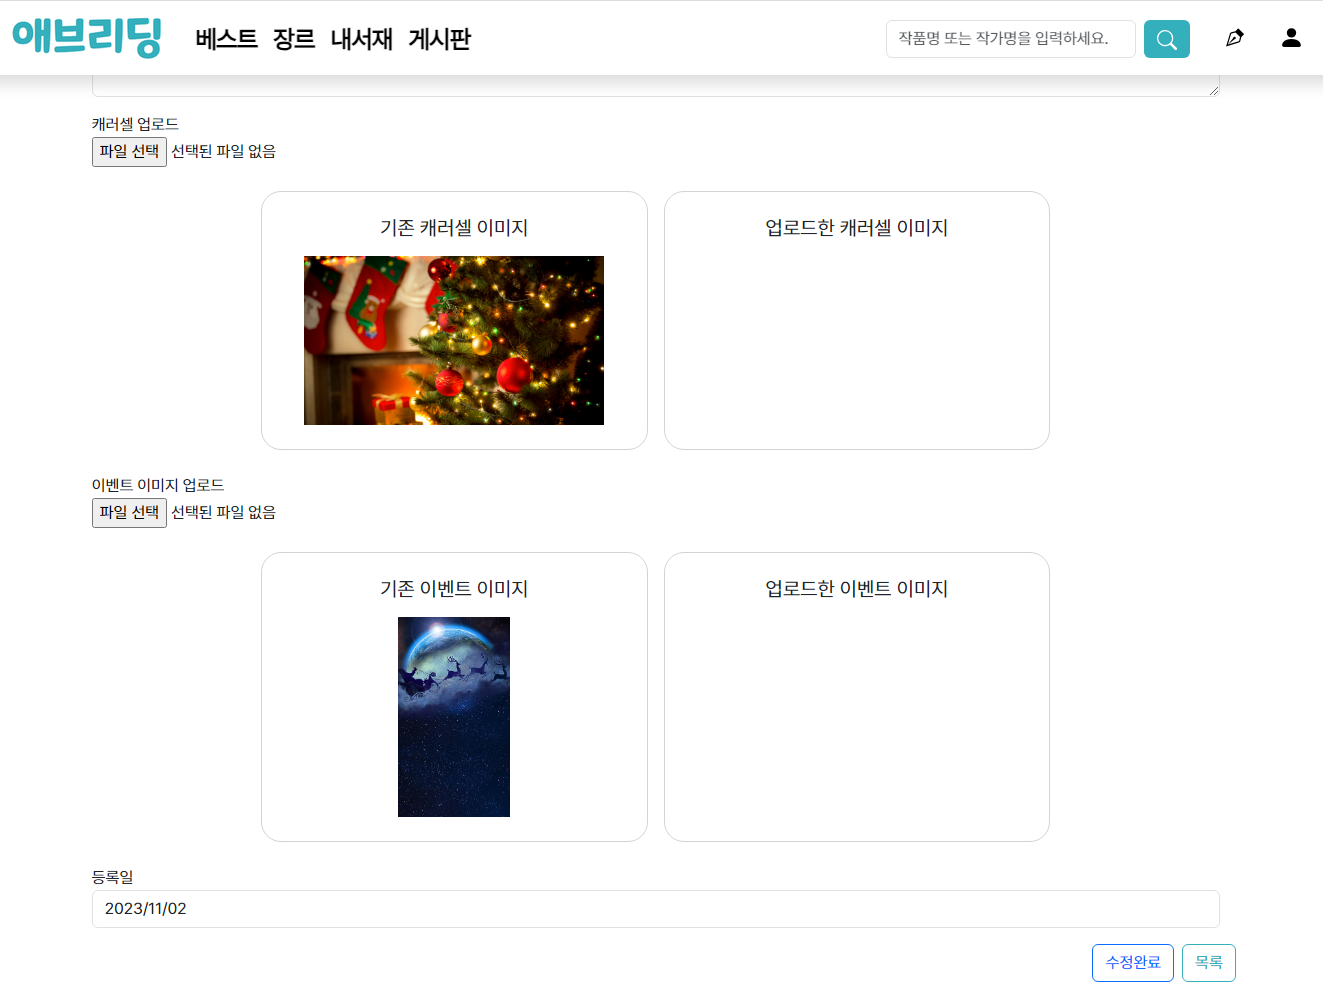 애브리딩 베스트 장르 내서재 게시판 작품명 또는 작가명을 입력하세요.
캐러셀 업로드
파일 선택 선택된 파일 없음
기존 캐러셀 이미지 업로드한 캐러셀 이미지
이벤트 이미지 업로드
파일 선택 선택된 파일 없음
기존 이벤트 이미지 업로드한 이벤트 이미지
등록일
2023/11/02
수정완료 목록